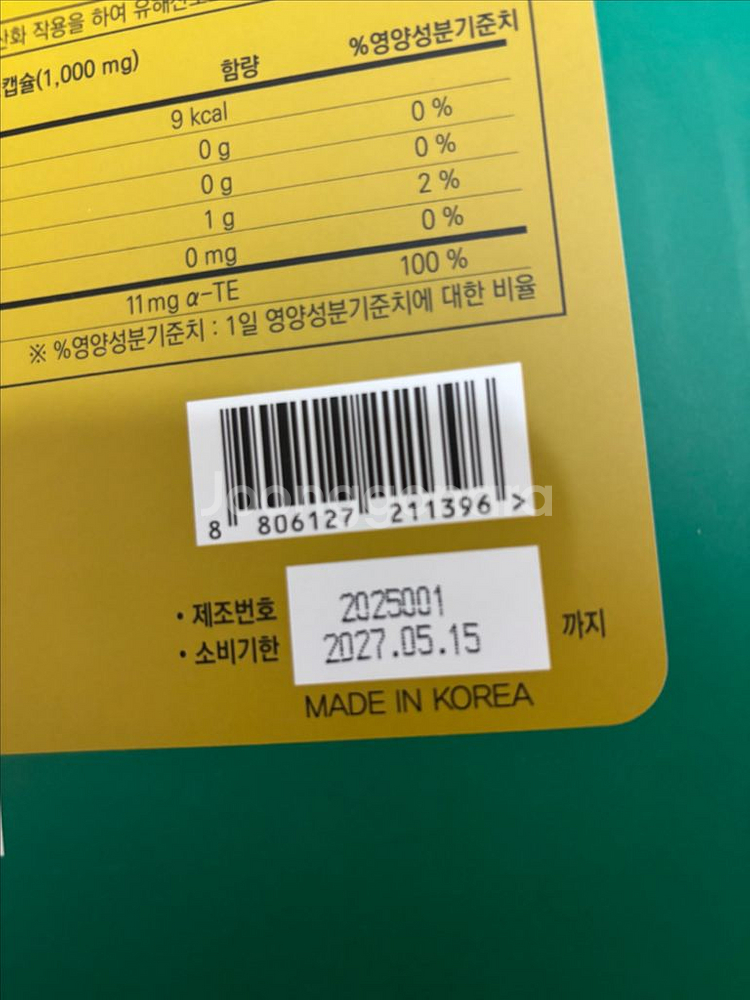 산화 작용을 하여 유해산소
캡슐(1,000 mg) 함량 %영양성분기준치
9 kcal
0 g 0 %
0 g 0 %
1 g 2 %
0 mg 0 %
11mg α-TE 100 %
※ %영양성분기준치 : 1일 영양성분기준치에 대한 비율
Joonggonara
8 806127 211396 >
• 제조번호 2025001
• 소비기한 2027.05.15 까지
MADE IN KOREA